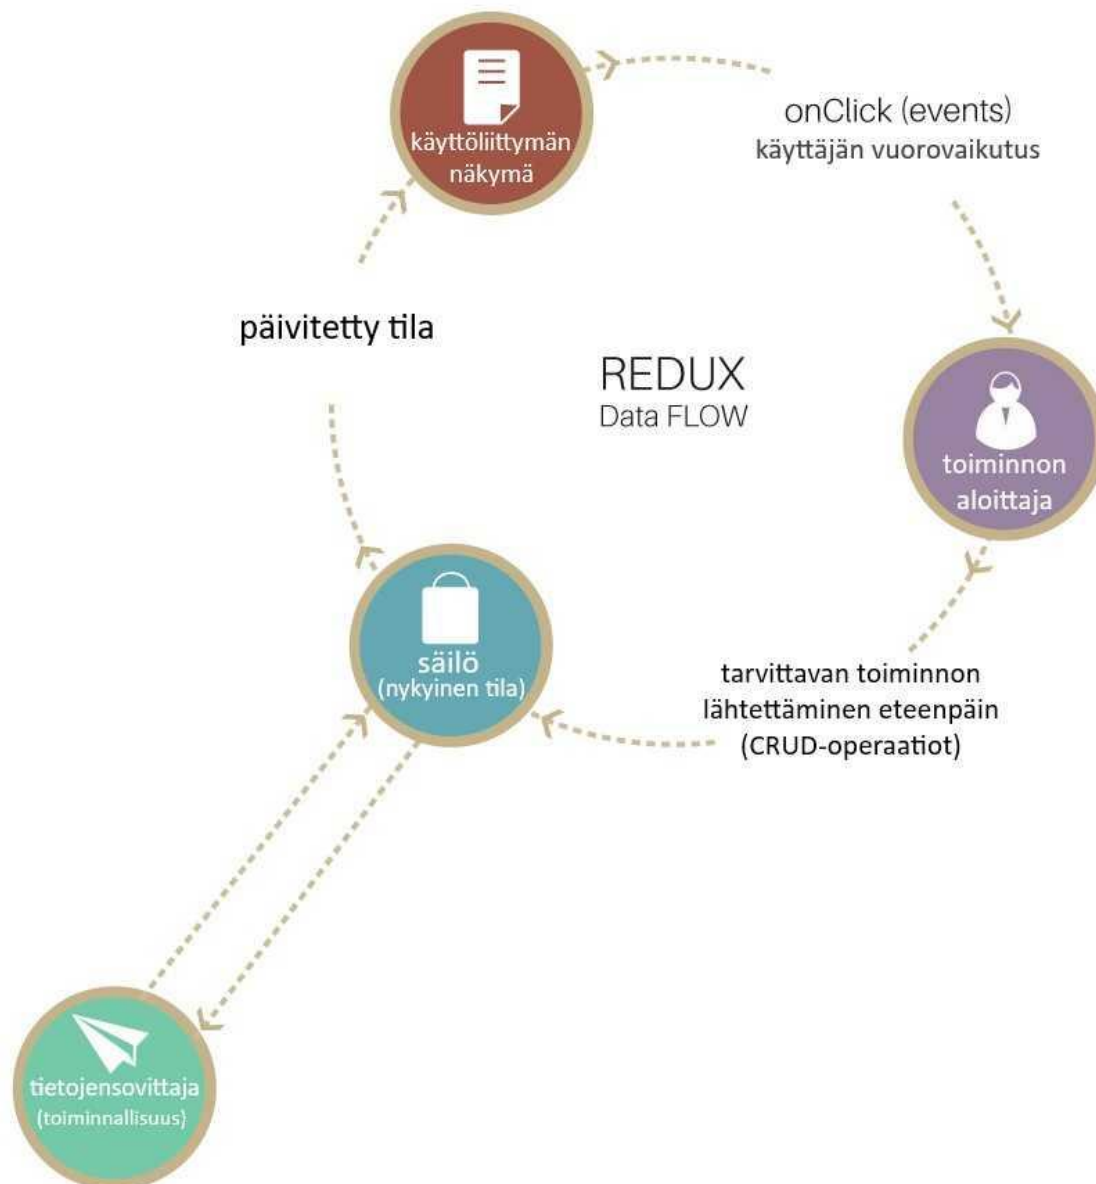 käyttöliittymän
näkymä
onClick (events)
käyttäjän vuorovaikutus
päivitetty tila
REDUX
Data FLOW
toiminnon
aloittaja
säilö
(nykyinen tila)
tarvittavan toiminnon
lähtettäminen eteenpäin
(CRUD-operaatiot)
tietojensovittaja
(toiminnallisuus)